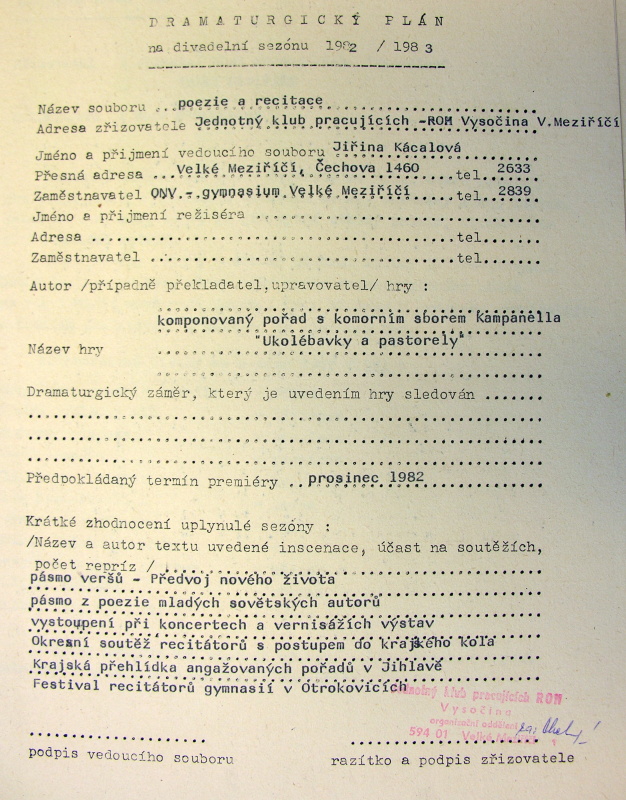 DRAMATURGICKÝ PLÁN
na divadelní sezónu 1982 / 1983
Název souboru ...poezie a recitace
Adresa zřizovatele Jednotný klub pracujících -ROH Vysočina V.Meziříčí
Jméno a přijmení vedoucího souboru Jiřina Kácalová
Přesná adresa ...Velké Meziříčí, Čechova 1460 tel. 2633
Zaměstnavatel ONV.-.gymnasium Velké Meziříčí tel. 2839
Jméno a přijmení režiséra
Adresa tel.
Zaměstnavatel tel.
Autor /případně překladatel,upravovatel/ hry :
komponovaný pořad s komorním sborem Kampanella
"Ukolébavky a pastorely"
Název hry
Dramaturgický záměr, který je uvedením hry sledován
Předpokládaný termín premiéry ..prosinec 1982
Krátké zhodnocení uplynulé sezóny :
/Název a autor textu uvedené inscenace, účast na soutěžích,
počet repríz /
pásmo veršů - Předvoj nového života
pásmo z poezie mladých sovětských autorů
vystoupení při koncertech a vernisážích výstav
Okresní soutěž recitátorů s postupem do krajského kola
Krajská přehlídka angažovaných pořadů v Jihlavě
Festival recitátorů gymnasií v Otrokovicích
Jednotný klub pracujících ROH
Vysočina
organizační oddělení
594 01 Velké
1
podpis vedoucího souboru
razítko a podpis zřizovatele